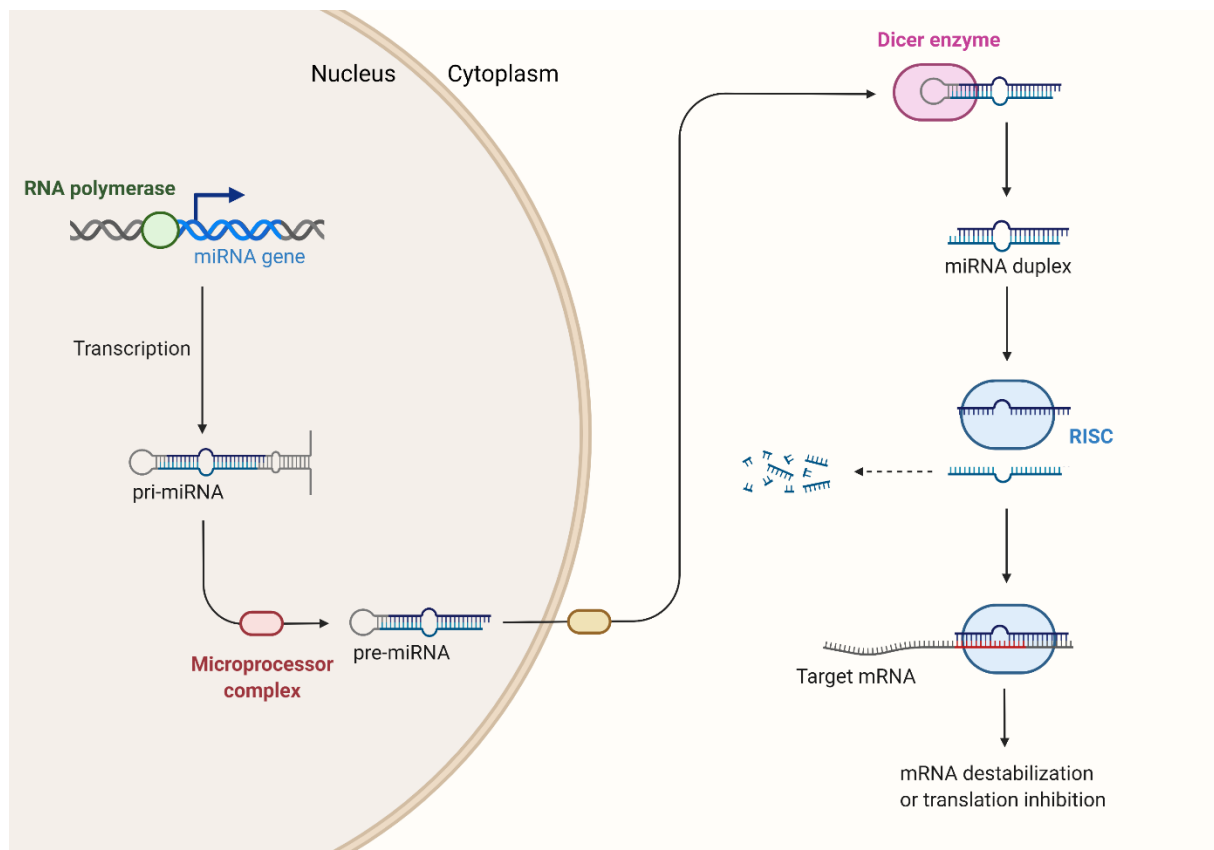 Nucleus
Cytoplasm
RNA polymerase
miRNA gene
Transcription
pri-miRNA
Microprocessor
complex
pre-miRNA
Dicer enzyme
miRNA duplex
RISC
Target mRNA
mRNA destabilization
or translation inhibition